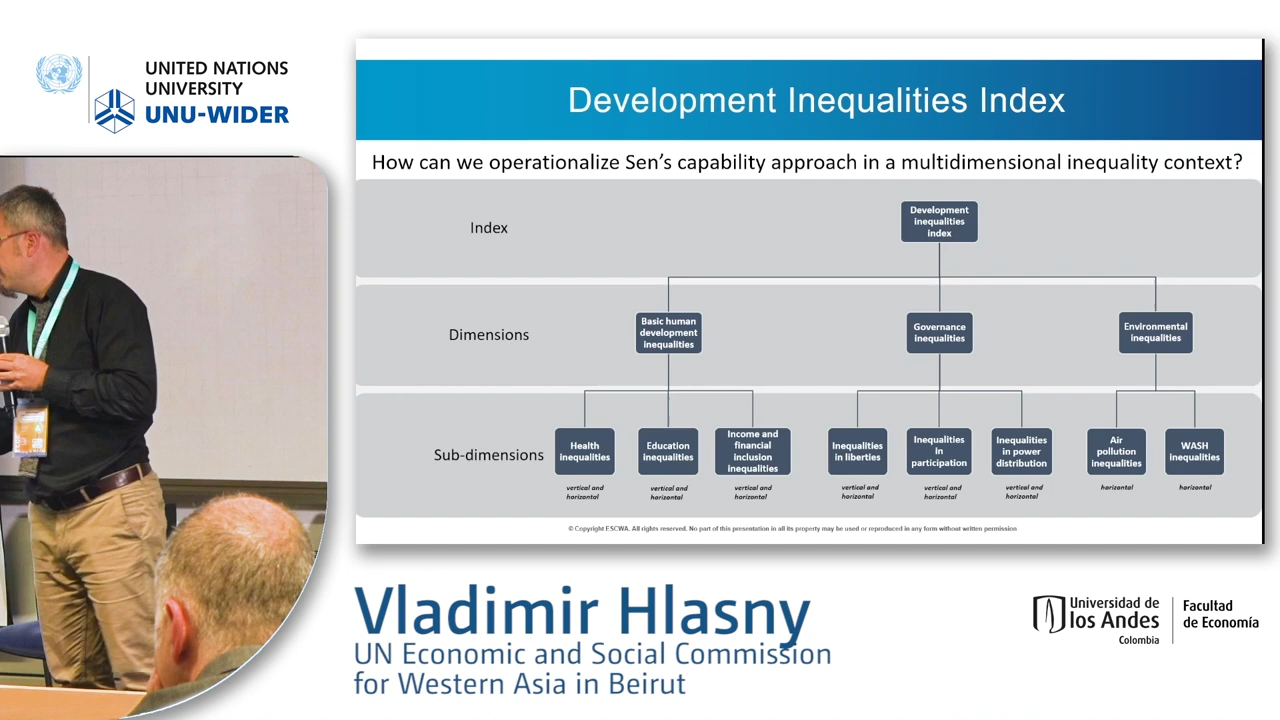 UNITED NATIONS
UNIVERSITY
UNU-WIDER
Development Inequalities Index
How can we operationalize Sen's capability approach in a multidimensional inequality context?
Index
Development
inequalities
index
Dimensions
Basic human
development
inequalities
Governance
inequalities
Environmental
inequalities
Sub-dimensions
Health
inequalities
Education
inequalities
Income and
financial
inclusion
inequalities
Inequalities
in liberties
Inequalities
in
participation
Inequalities
in power
distribution
Air
pollution
inequalities
WASH
inequalities
vertical and
horizontal
vertical and
horizontal
vertical and
horizontal
vertical and
horizontal
vertical and
horizontal
vertical and
horizontal
horizontal
horizontal
© Copyright ESCWA. All rights reserved. No part of this presentation in all its property may be used or reproduced in any form without written permission
Vladimir Hlasny
UN Economic and Social Commission
for Western Asia in Beirut
Universidad de
los Andes
Colombia
Facultad
de Economía